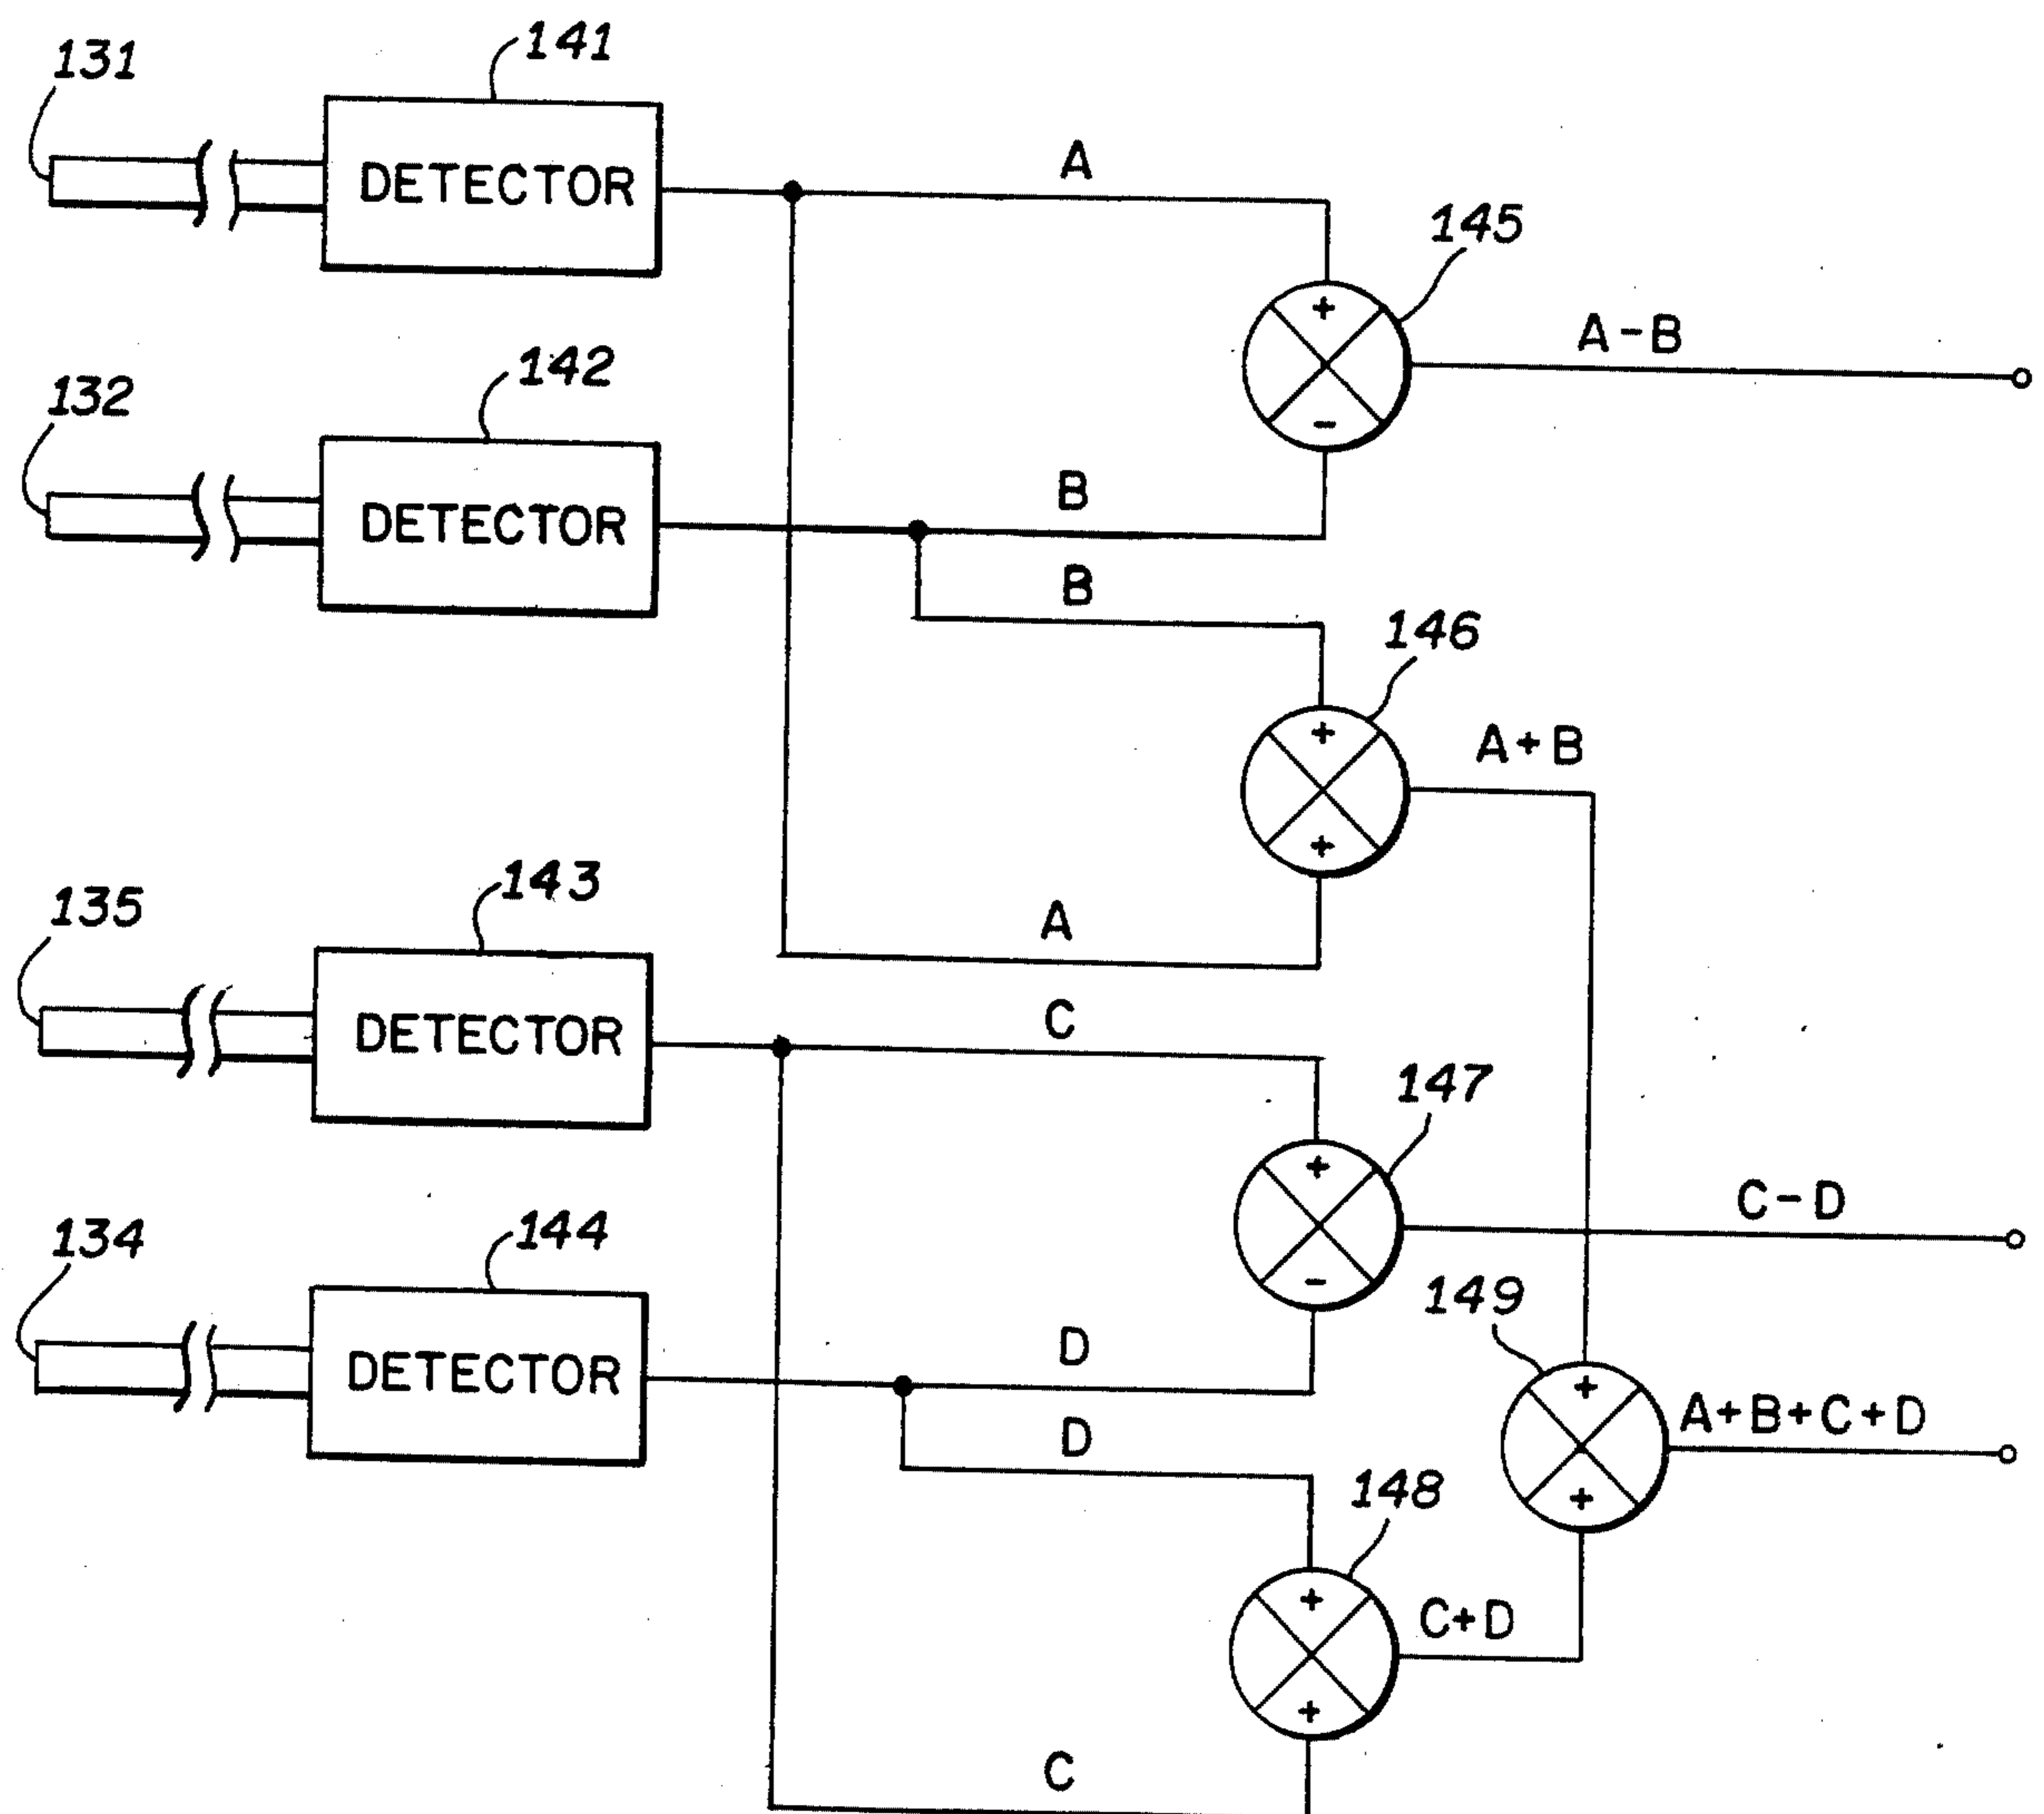 131
141
DETECTOR
A
145
+
-
A-B
132
142
DETECTOR
B
B
146
+
+
A+B
A
135
143
DETECTOR
C
147
+
-
C-D
134
144
DETECTOR
D
D
149
+
+
A+B+C+D
148
+
+
C+D
C